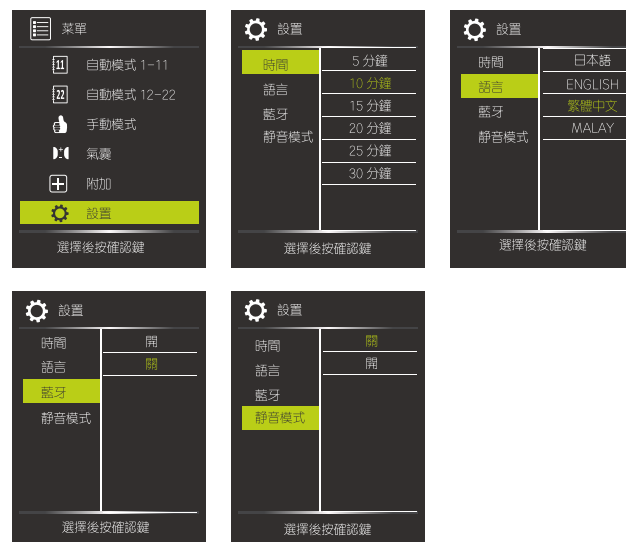 菜單
11 自動模式 1-11
22 自動模式 12-22
手動模式
氣囊
附加
設置
選擇後按確認鍵
設置
時間
語言
藍牙
靜音模式
5 分鐘
10 分鐘
15 分鐘
20 分鐘
25 分鐘
30 分鐘
選擇後按確認鍵
設置
時間
語言
藍牙
靜音模式
日本語
ENGLISH
繁體中文
MALAY
選擇後按確認鍵
設置
時間
語言
藍牙
靜音模式
開
關
選擇後按確認鍵
設置
時間
語言
藍牙
靜音模式
關
開
選擇後按確認鍵